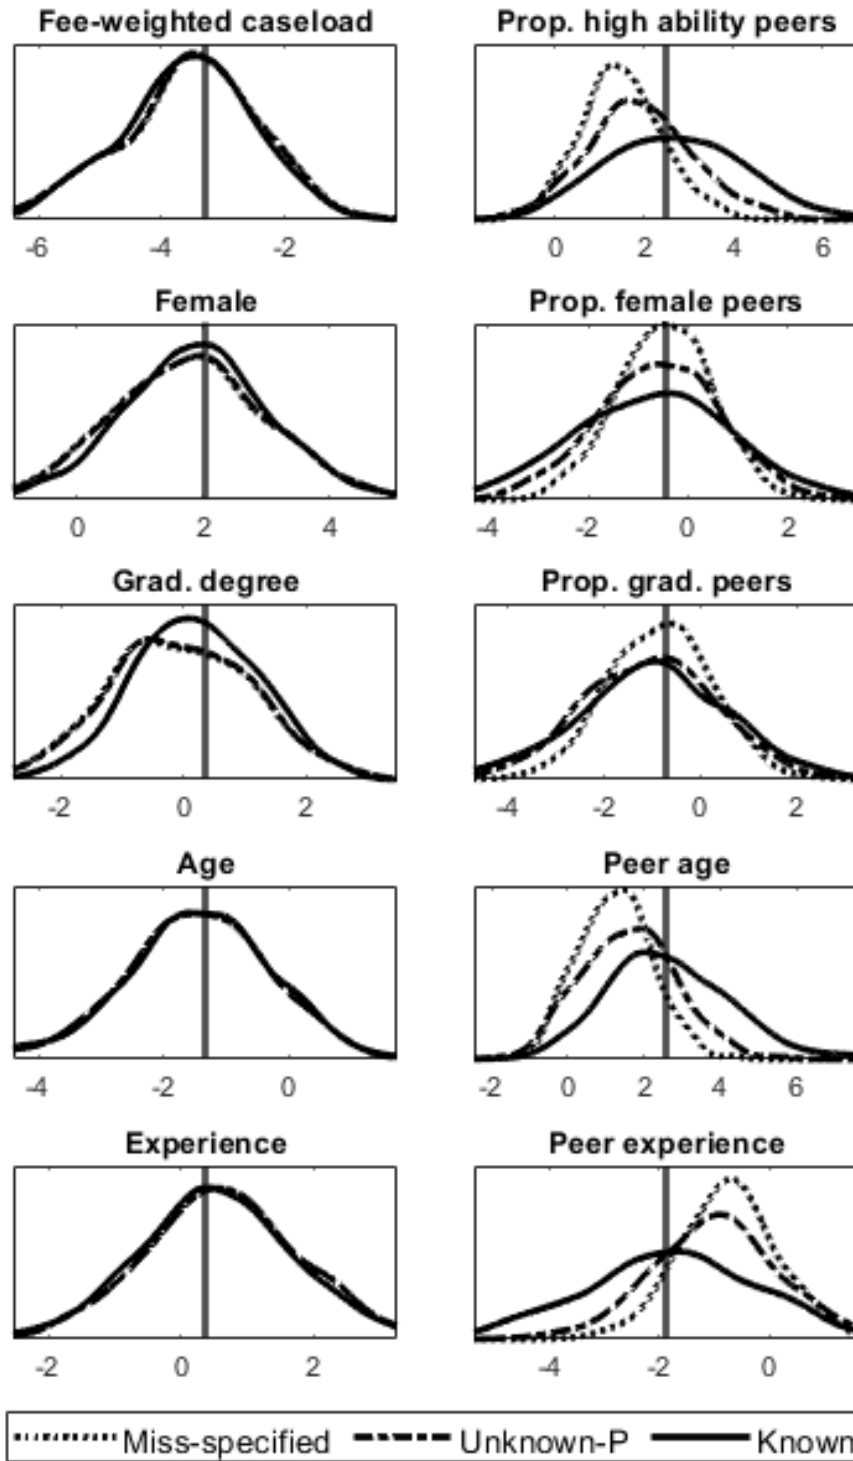 Fee-weighted caseload Prop. high ability peers
-6 -4 -2 0 2 4 6
Female Prop. female peers
0 2 4 -4 -2 0 2
Grad. degree Prop. grad. peers
-2 0 2 -4 -2 0 2
Age Peer age
-4 -2 0 -2 0 2 4 6
Experience Peer experience
-2 0 2 -4 -2 0
Miss-specified Unknown-P Known